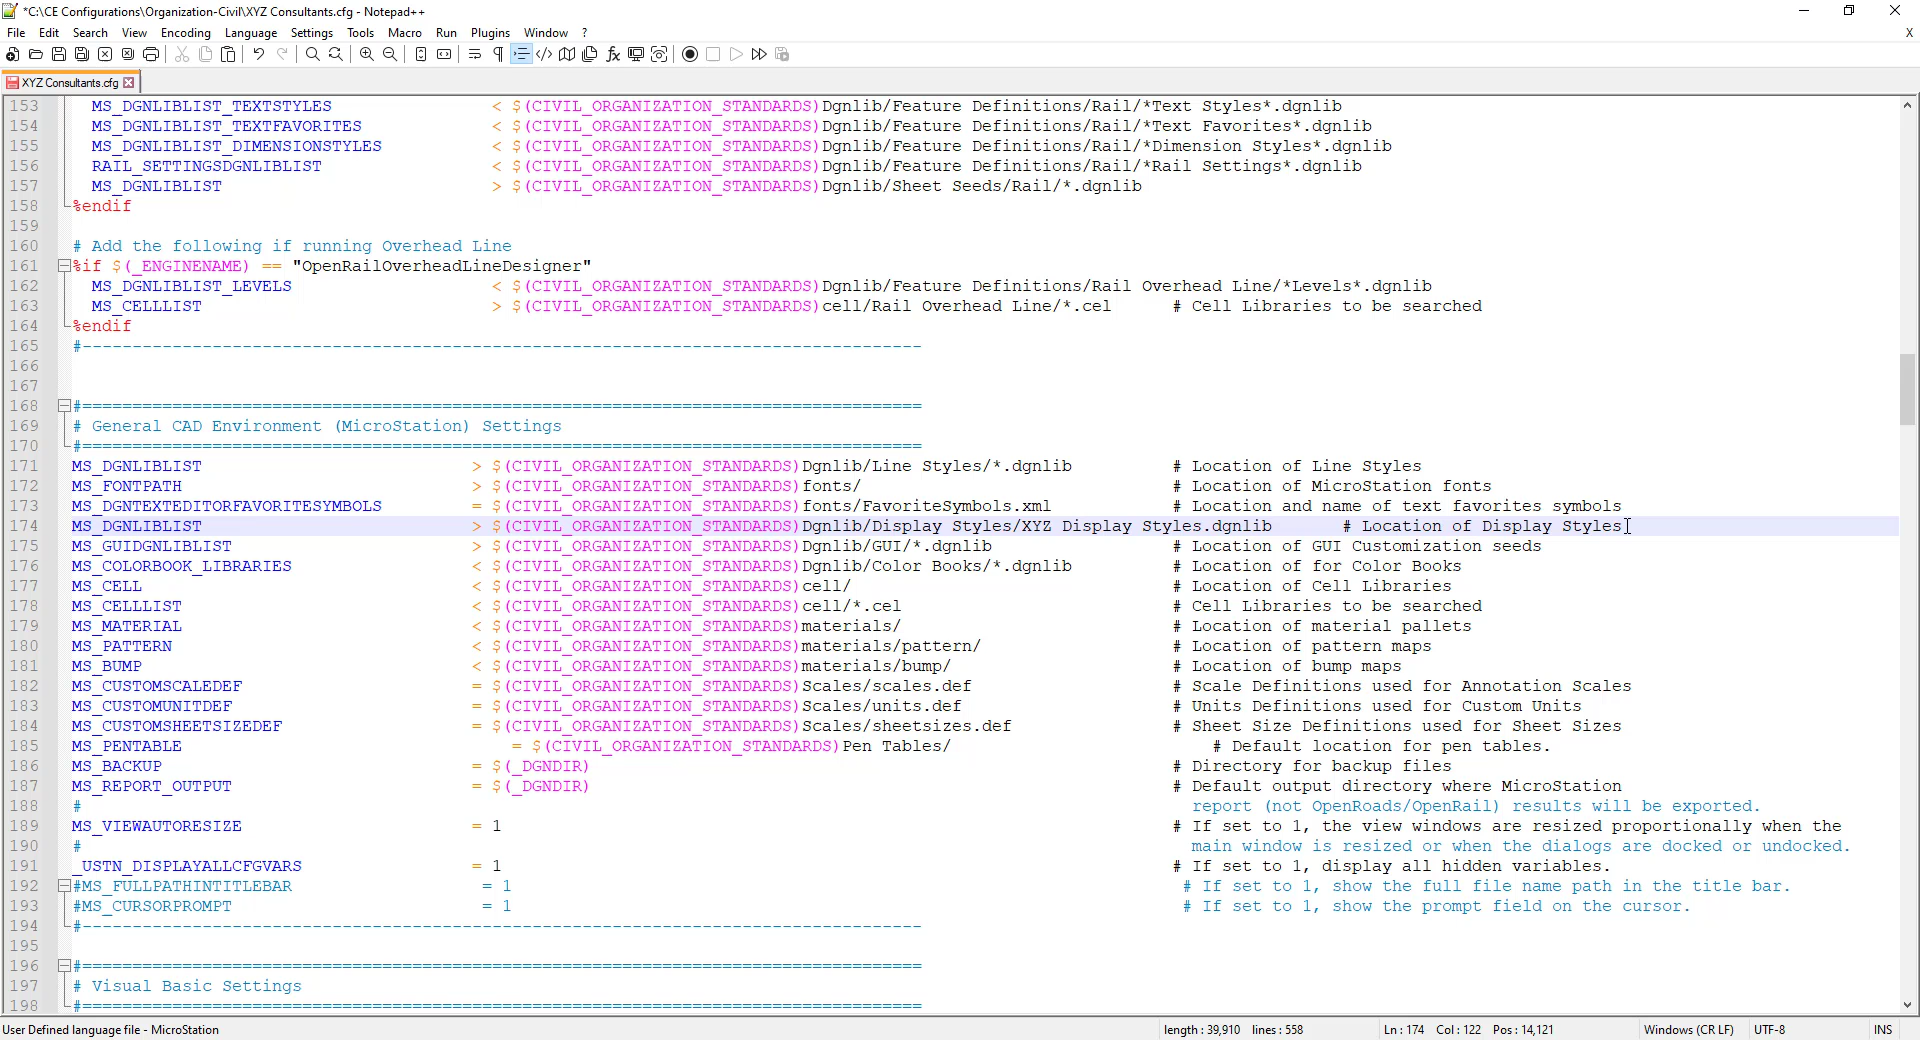 *C:\CE Configurations\Organization-Civil\XYZ Consultants.cfg - Notepad++
File Edit Search View Encoding Language Settings Tools Macro Run Plugins Window ? X
XYZ Consultants.cfg
153 MS_DGNLIBLIST_TEXTSTYLES < $(CIVIL_ORGANIZATION_STANDARDS)Dgnlib/Feature Definitions/Rail/*Text Styles*.dgnlib
154 MS_DGNLIBLIST_TEXTFAVORITES < $(CIVIL_ORGANIZATION_STANDARDS)Dgnlib/Feature Definitions/Rail/*Text Favorites*.dgnlib
155 MS_DGNLIBLIST_DIMENSIONSTYLES < $(CIVIL_ORGANIZATION_STANDARDS)Dgnlib/Feature Definitions/Rail/*Dimension Styles*.dgnlib
156 RAIL_SETTINGSDGNLIBLIST < $(CIVIL_ORGANIZATION_STANDARDS)Dgnlib/Feature Definitions/Rail/*Rail Settings*.dgnlib
157 MS_DGNLIBLIST > $(CIVIL_ORGANIZATION_STANDARDS)Dgnlib/Sheet Seeds/Rail/*.dgnlib
158 %endif
159
160 # Add the following if running Overhead Line
161 %if $(_ENGINENAME) == "OpenRailOverheadLineDesigner"
162 MS_DGNLIBLIST_LEVELS < $(CIVIL_ORGANIZATION_STANDARDS)Dgnlib/Feature Definitions/Rail Overhead Line/*Levels*.dgnlib
163 MS_CELLLIST > $(CIVIL_ORGANIZATION_STANDARDS)cell/Rail Overhead Line/*.cel # Cell Libraries to be searched
164 %endif
165 #------------------------------------------------------------------------------------
166
167
168 #====================================================================================
169 # General CAD Environment (MicroStation) Settings
170 #====================================================================================
171 MS_DGNLIBLIST > $(CIVIL_ORGANIZATION_STANDARDS)Dgnlib/Line Styles/*.dgnlib # Location of Line Styles
172 MS_FONTPATH > $(CIVIL_ORGANIZATION_STANDARDS)fonts/ # Location of MicroStation fonts
173 MS_DGNTEXTEDITORFAVORITESYMBOLS = $(CIVIL_ORGANIZATION_STANDARDS)fonts/FavoriteSymbols.xml # Location and name of text favorites symbols
174 MS_DGNLIBLIST > $(CIVIL_ORGANIZATION_STANDARDS)Dgnlib/Display Styles/XYZ Display Styles.dgnlib # Location of Display Styles
175 MS_GUIDGNLIBLIST > $(CIVIL_ORGANIZATION_STANDARDS)Dgnlib/GUI/*.dgnlib # Location of GUI Customization seeds
176 MS_COLORBOOK_LIBRARIES < $(CIVIL_ORGANIZATION_STANDARDS)Dgnlib/Color Books/*.dgnlib # Location of for Color Books
177 MS_CELL < $(CIVIL_ORGANIZATION_STANDARDS)cell/ # Location of Cell Libraries
178 MS_CELLLIST < $(CIVIL_ORGANIZATION_STANDARDS)cell/*.cel # Cell Libraries to be searched
179 MS_MATERIAL < $(CIVIL_ORGANIZATION_STANDARDS)materials/ # Location of material pallets
180 MS_PATTERN < $(CIVIL_ORGANIZATION_STANDARDS)materials/pattern/ # Location of pattern maps
181 MS_BUMP < $(CIVIL_ORGANIZATION_STANDARDS)materials/bump/ # Location of bump maps
182 MS_CUSTOMSCALEDEF = $(CIVIL_ORGANIZATION_STANDARDS)Scales/scales.def # Scale Definitions used for Annotation Scales
183 MS_CUSTOMUNITDEF = $(CIVIL_ORGANIZATION_STANDARDS)Scales/units.def # Units Definitions used for Custom Units
184 MS_CUSTOMSHEETSIZEDEF = $(CIVIL_ORGANIZATION_STANDARDS)Scales/sheetsizes.def # Sheet Size Definitions used for Sheet Sizes
185 MS_PENTABLE = $(CIVIL_ORGANIZATION_STANDARDS)Pen Tables/ # Default location for pen tables.
186 MS_BACKUP = $(_DGNDIR) # Directory for backup files
187 MS_REPORT_OUTPUT = $(_DGNDIR) # Default output directory where MicroStation
188 # report (not OpenRoads/OpenRail) results will be exported.
189 MS_VIEWAUTORESIZE = 1 # If set to 1, the view windows are resized proportionally when the
190 # main window is resized or when the dialogs are docked or undocked.
191 _USTN_DISPLAYALLCFGVARS = 1 # If set to 1, display all hidden variables.
192 #MS_FULLPATHINTITLEBAR = 1 # If set to 1, show the full file name path in the title bar.
193 #MS_CURSORPROMPT = 1 # If set to 1, show the prompt field on the cursor.
194 #------------------------------------------------------------------------------------
195
196 #====================================================================================
197 # Visual Basic Settings
198 #====================================================================================
User Defined language file - MicroStation length : 39,910 lines : 558 Ln : 174 Col : 122 Pos : 14,121 Windows (CR LF) UTF-8 INS